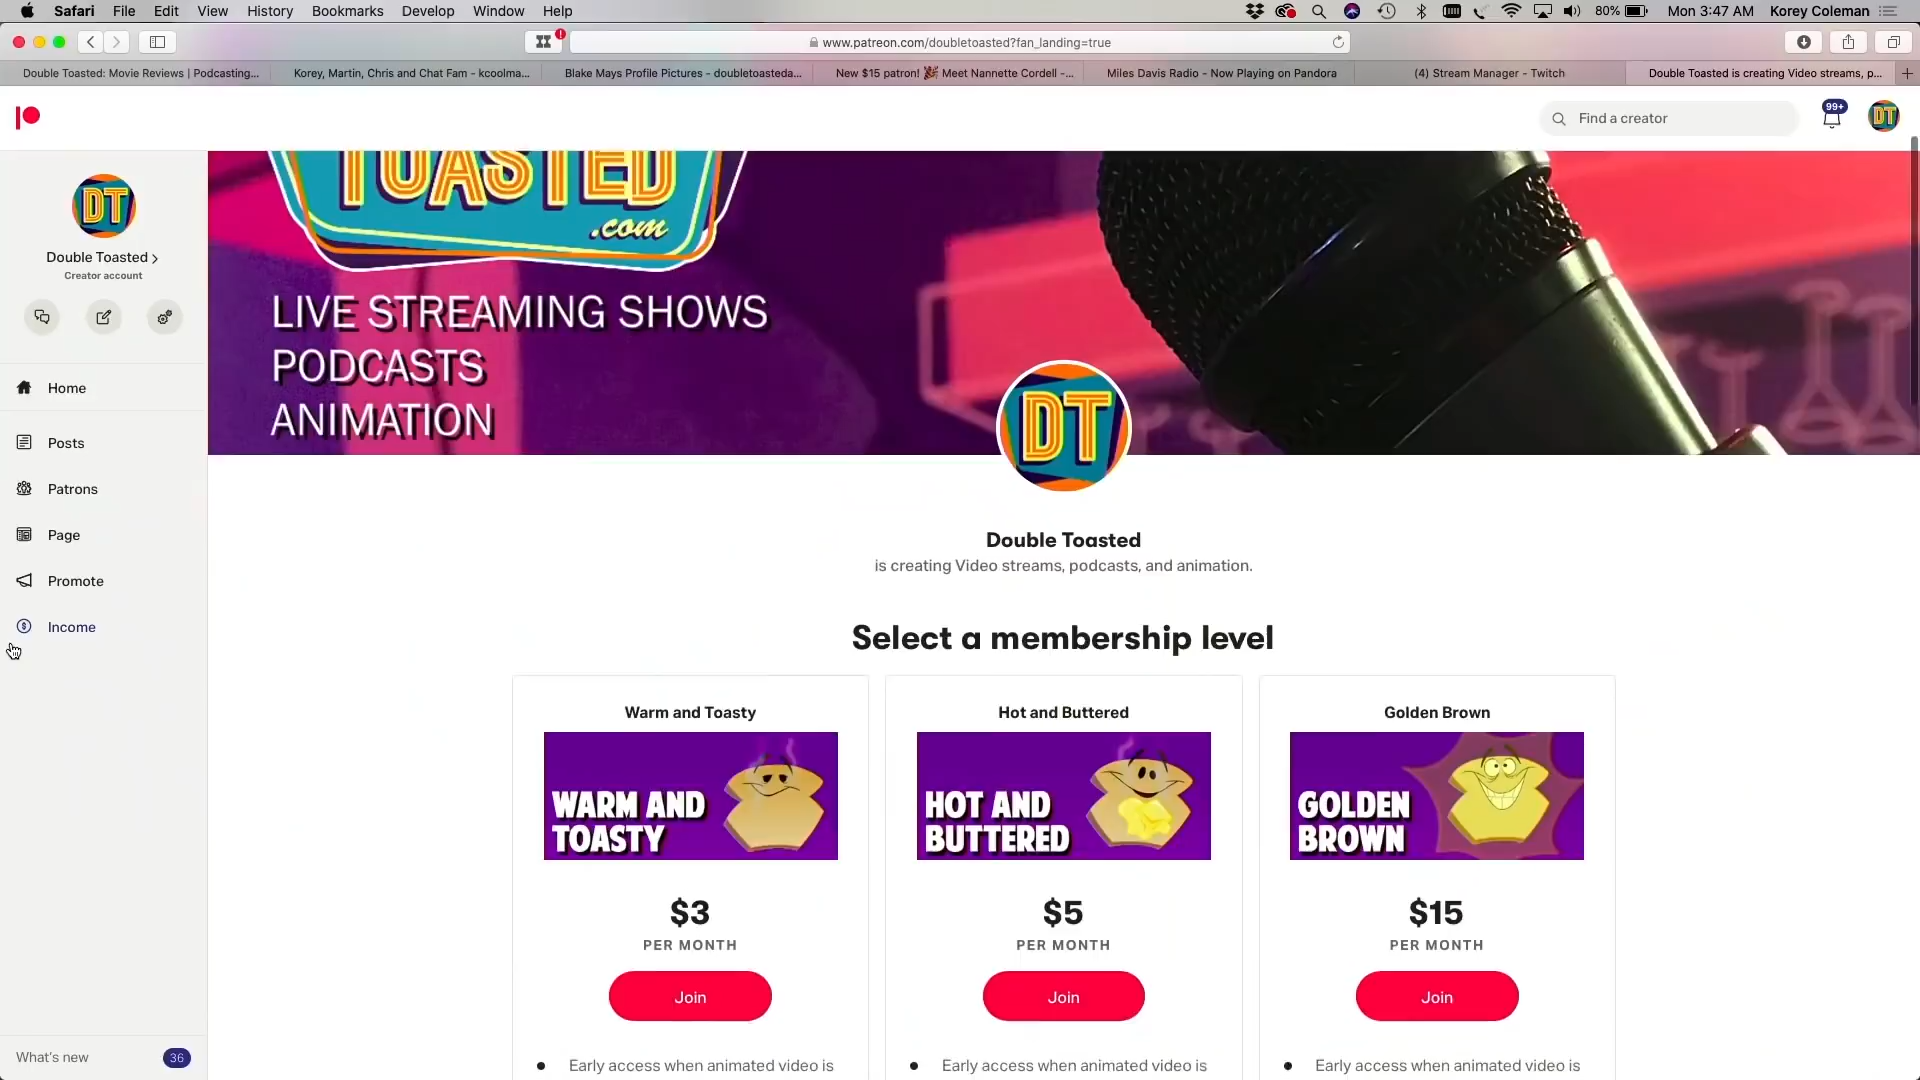 Safari File Edit View History Bookmarks Develop Window Help 80% Mon 3:47 AM Korey Coleman
www.patreon.com/doubletoasted?fan_landing=true
Double Toasted: Movie Reviews | Podcasting... Korey, Martin, Chris and Chat Fam - kcoolma... Blake Mays Profile Pictures - doubletoasteda... New $15 patron! 🎉 Meet Nannette Cordell -... Miles Davis Radio - Now Playing on Pandora (4) Stream Manager - Twitch Double Toasted is creating Video streams, p...
Find a creator
99+
DT
TOASTED
.com
LIVE STREAMING SHOWS
PODCASTS
ANIMATION
DT
DT
Double Toasted >
Creator account
Home
Posts
Patrons
Page
Promote
Income
What's new 36
Double Toasted
is creating Video streams, podcasts, and animation.
Select a membership level
Warm and Toasty
WARM AND
TOASTY
$3
PER MONTH
Join
• Early access when animated video is
Hot and Buttered
HOT AND
BUTTERED
$5
PER MONTH
Join
• Early access when animated video is
Golden Brown
GOLDEN
BROWN
$15
PER MONTH
Join
• Early access when animated video is